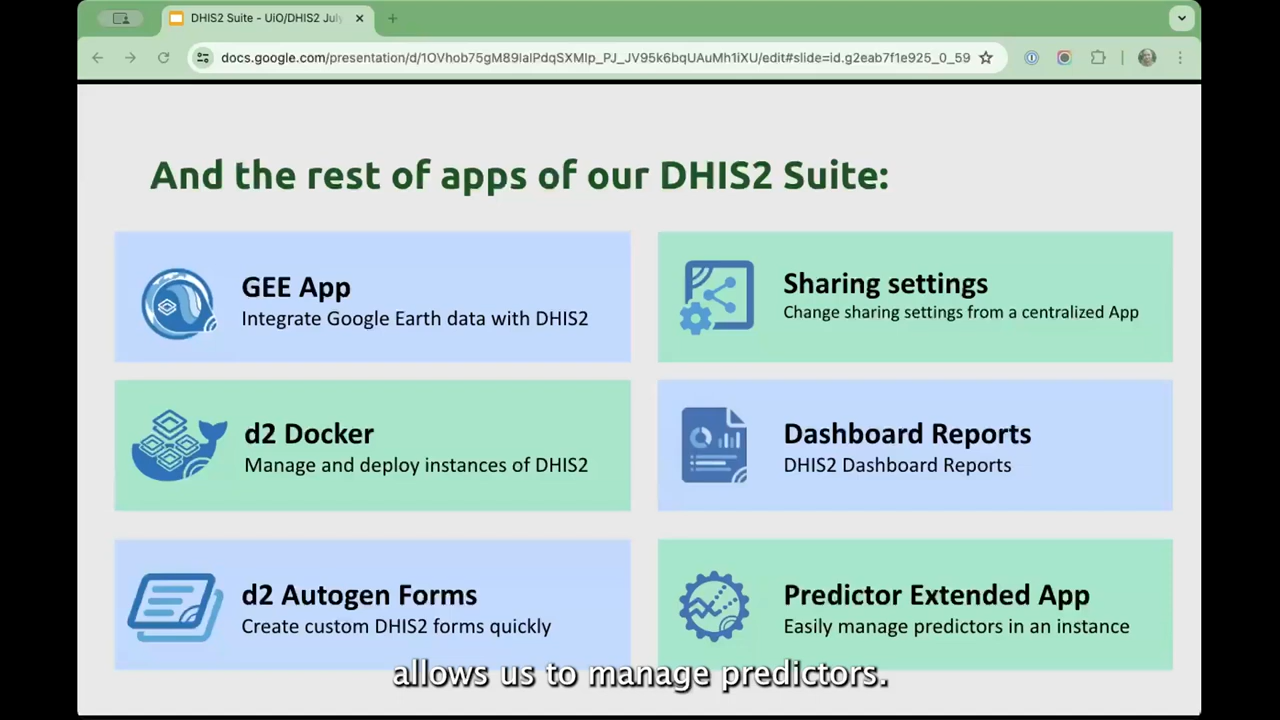 DHIS2 Suite - UiO/DHIS2 July
docs.google.com/presentation/d/1OVhob75gM89IaIPdqSXMIp_PJ_JV95k6bqUAuMh1iXU/edit#slide=id.g2eab7f1e925_0_59
And the rest of apps of our DHIS2 Suite:
GEE App
Integrate Google Earth data with DHIS2
Sharing settings
Change sharing settings from a centralized App
d2 Docker
Manage and deploy instances of DHIS2
Dashboard Reports
DHIS2 Dashboard Reports
d2 Autogen Forms
Create custom DHIS2 forms quickly
Predictor Extended App
Easily manage predictors in an instance
allows us to manage predictors.